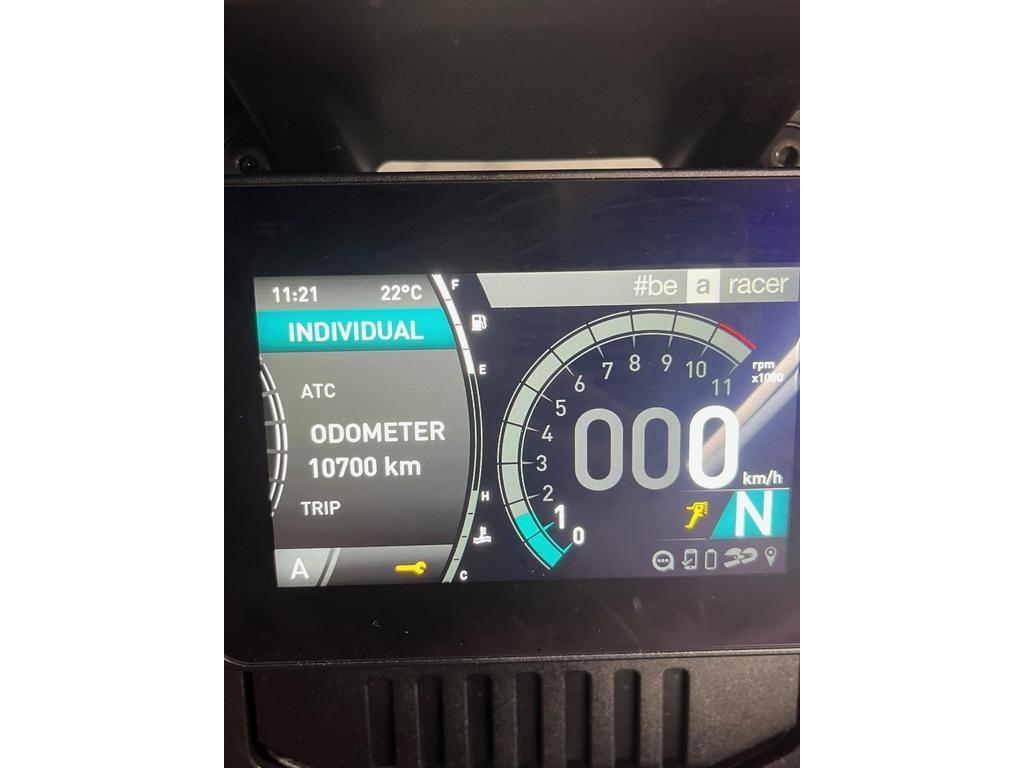 11:21 22°C
INDIVIDUAL
ATC
ODOMETER
10700 km
TRIP
A
F
E
H
C
#be a racer
0
1
2
3
4
5
6
7
8
9
10
11
rpm
x1000
000
km/h
N